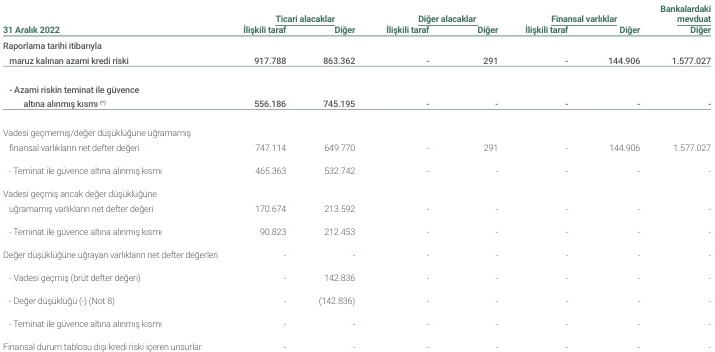 Bankalardaki
Ticari alacaklar Diğer alacaklar Finansal varlıklar mevduat
31 Aralık 2022 İlişkili taraf Diğer İlişkili taraf Diğer İlişkili taraf Diğer Diğer
Raporlama tarihi itibarıyla
maruz kalınan azami kredi riski 917.788 863.362 - 291 - 144.906 1.577.027
- Azami riskin teminat ile güvence
altına alınmış kısmı (*) 556.186 745.195 - - - - -
Vadesi geçmemiş/değer düşüklüğüne uğramamış
finansal varlıkların net defter değeri 747.114 649.770 - 291 - 144.906 1.577.027
- Teminat ile güvence altına alınmış kısmı 465.363 532.742 - - - - -
Vadesi geçmiş ancak değer düşüklüğüne
uğramamış varlıkların net defter değeri 170.674 213.592 - - - - -
- Teminat ile güvence altına alınmış kısmı 90.823 212.453 - - - - -
Değer düşüklüğüne uğrayan varlıkların net defter değerleri - - - - - - -
- Vadesi geçmiş (brüt defter değeri) - 142.836 - - - - -
- Değer düşüklüğü (-) (Not 8) - (142.836) - - - - -
- Teminat ile güvence altına alınmış kısmı - - - - - - -
Finansal durum tablosu dışı kredi riski içeren unsurlar - - - - - - -